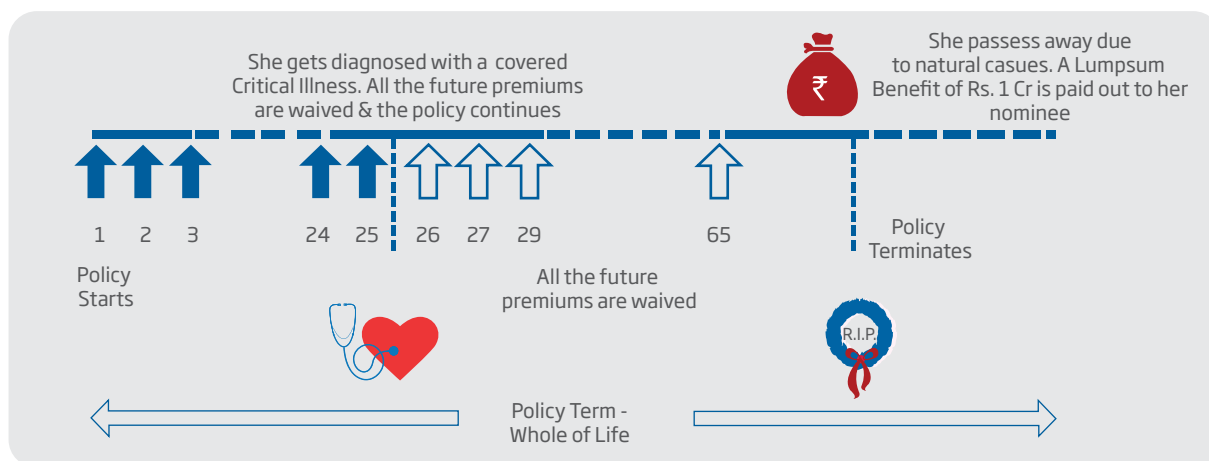 She gets diagnosed with a covered
Critical Illness. All the future premiums
are waived & the policy continues
₹
She passess away due
to natural casues. A Lumpsum
Benefit of Rs. 1 Cr is paid out to her
nominee
1 2 3 24 25 26 27 29 65
Policy
Starts
All the future
premiums are waived
Policy
Terminates
R.I.P.
Policy Term -
Whole of Life